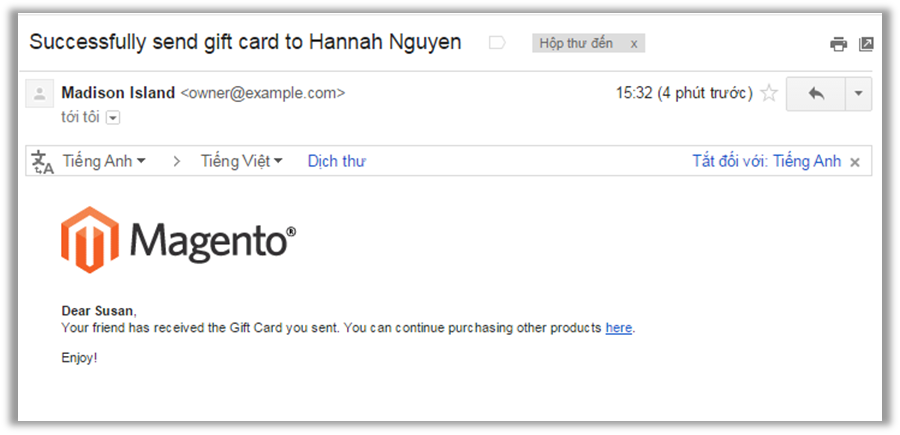 Successfully send gift card to Hannah Nguyen Hộp thư đến x
Madison Island <owner@example.com> 15:32 (4 phút trước)
tới tôi
Tiếng Anh > Tiếng Việt Dịch thư Tắt đối với: Tiếng Anh x
Magento®
Dear Susan,
Your friend has received the Gift Card you sent. You can continue purchasing other products here.
Enjoy!